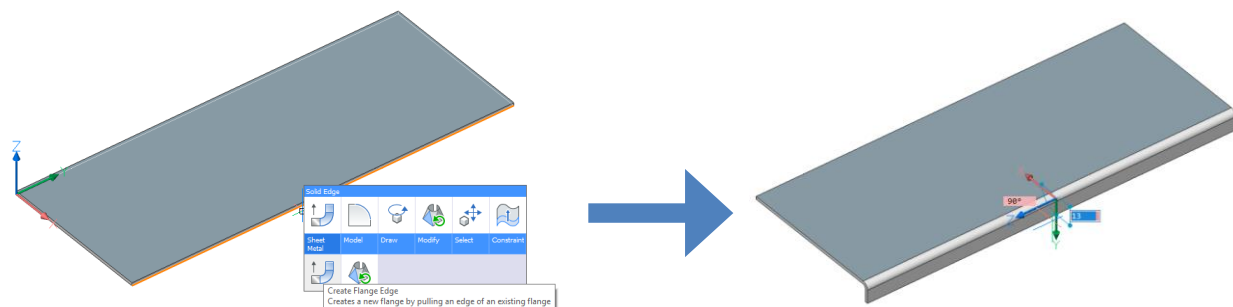 Z
Y
X
Solid Edge
Sheet Metal
Model
Draw
Modify
Select
Constraint
Create Flange Edge
Creates a new flange by pulling an edge of an existing flange
90°
13
Z
Y